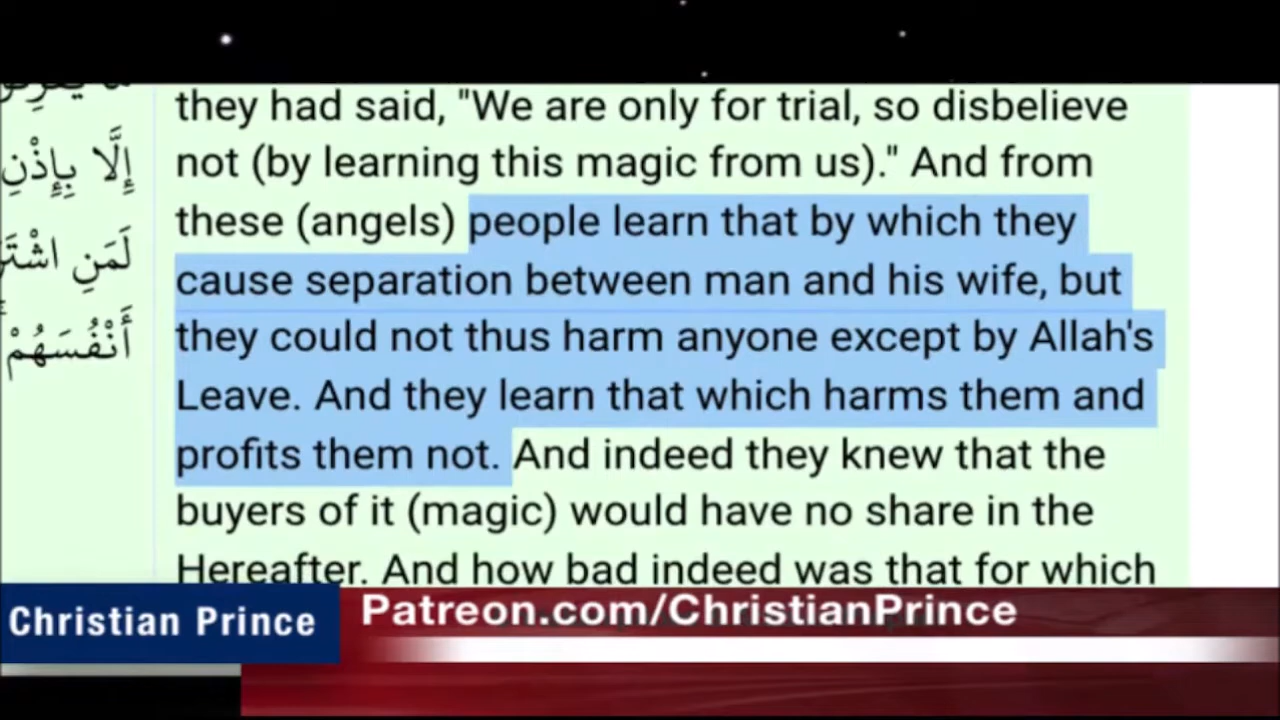 they had said, "We are only for trial, so disbelieve
not (by learning this magic from us)." And from
these (angels) people learn that by which they
cause separation between man and his wife, but
they could not thus harm anyone except by Allah's
Leave. And they learn that which harms them and
profits them not. And indeed they knew that the
buyers of it (magic) would have no share in the
Hereafter. And how bad indeed was that for which
إِلَّا بِإِذْنِ
لَمَنِ
أَنْفُسَهُمْ
Christian Prince
Patreon.com/ChristianPrince